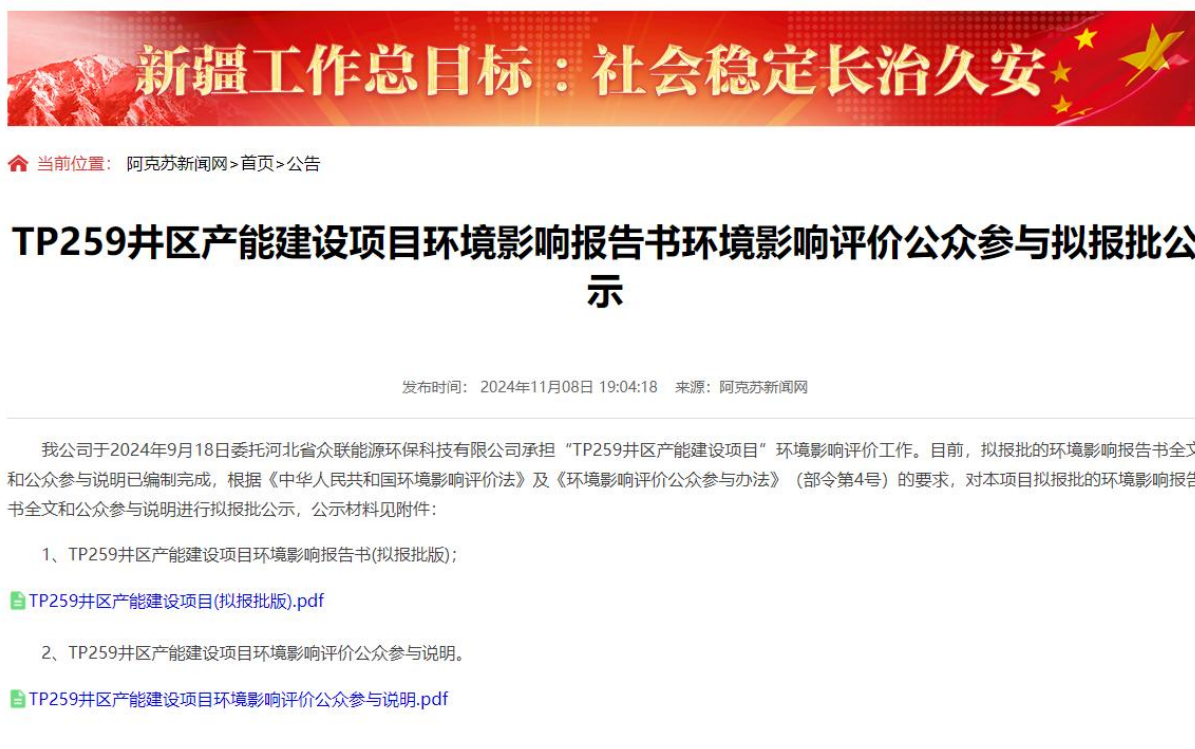 新疆工作总目标：社会稳定长治久安
当前位置： 阿克苏新闻网>首页>公告
TP259井区产能建设项目环境影响报告书环境影响评价公众参与拟报批公
示
发布时间： 2024年11月08日 19:04:18 来源：阿克苏新闻网
我公司于2024年9月18日委托河北省众联能源环保科技有限公司承担“TP259井区产能建设项目”环境影响评价工作。目前，拟报批的环境影响报告书全文
和公众参与说明已编制完成，根据《中华人民共和国环境影响评价法》及《环境影响评价公众参与办法》（部令第4号）的要求，对本项目拟报批的环境影响报告
书全文和公众参与说明进行拟报批公示，公示材料见附件：
1、TP259井区产能建设项目环境影响报告书(拟报批版)；
TP259井区产能建设项目(拟报批版).pdf
2、TP259井区产能建设项目环境影响评价公众参与说明。
TP259井区产能建设项目环境影响评价公众参与说明.pdf